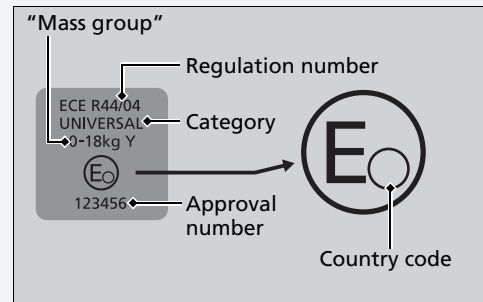 “Mass group”
Regulation number
ECE R44/04
UNIVERSAL
0-18kg Y
Category
E
123456
Approval
number
E
Country code